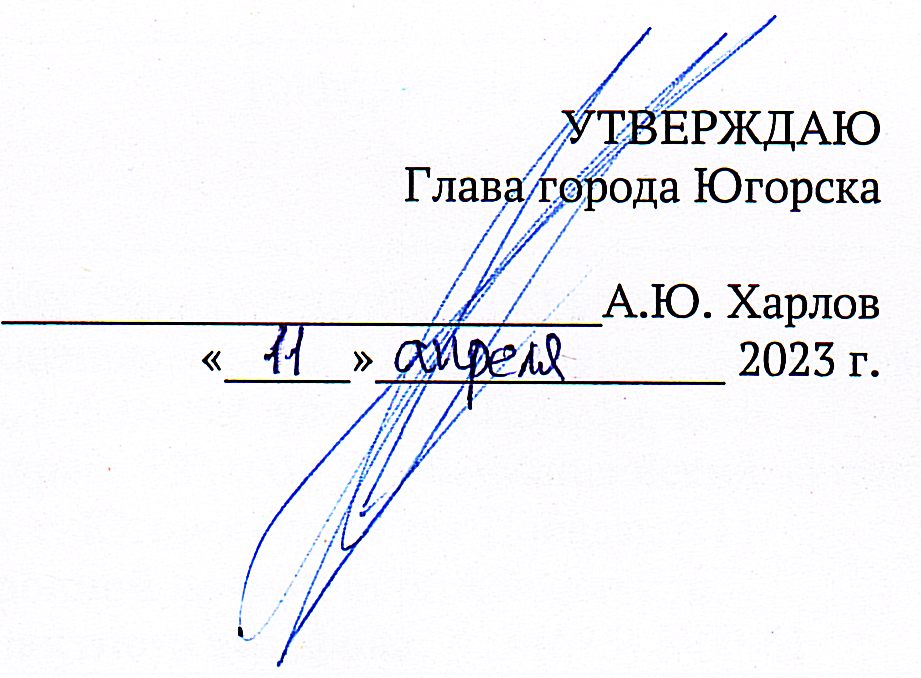 УТВЕРЖДАЮ
Глава города Югорска
А.Ю. Харлов
« 11 » апреля 2023 г.